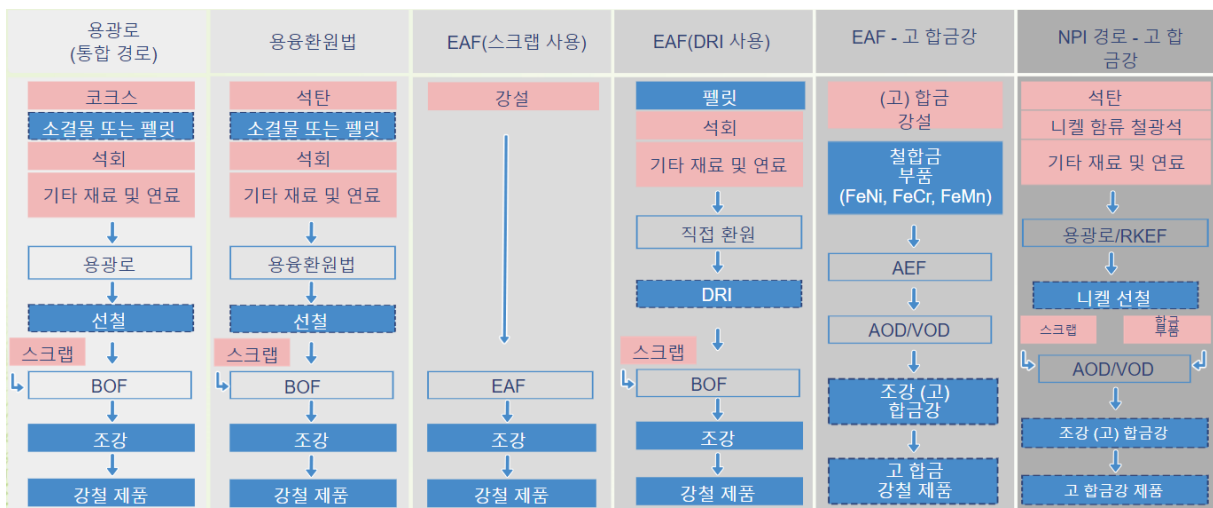 용광로
(통합 경로)
코크스
소결물 또는 펠릿
석회
기타 재료 및 연료
용광로
선철
스크랩
BOF
조강
강철 제품
용융환원법
석탄
소결물 또는 펠릿
석회
기타 재료 및 연료
용융환원법
선철
스크랩
BOF
조강
강철 제품
EAF(스크랩 사용)
강설
EAF
조강
강철 제품
EAF(DRI 사용)
펠릿
석회
기타 재료 및 연료
직접 환원
DRI
스크랩
BOF
조강
강철 제품
EAF - 고 합금강
(고) 합금
강설
철합금
부품
(FeNi, FeCr, FeMn)
AEF
AOD/VOD
조강 (고)
합금강
고 합금
강철 제품
NPI 경로 - 고 합
금강
석탄
니켈 함류 철광석
기타 재료 및 연료
용광로/RKEF
니켈 선철
스크랩
합금
부품
AOD/VOD
조강 (고) 합금강
고 합금강 제품